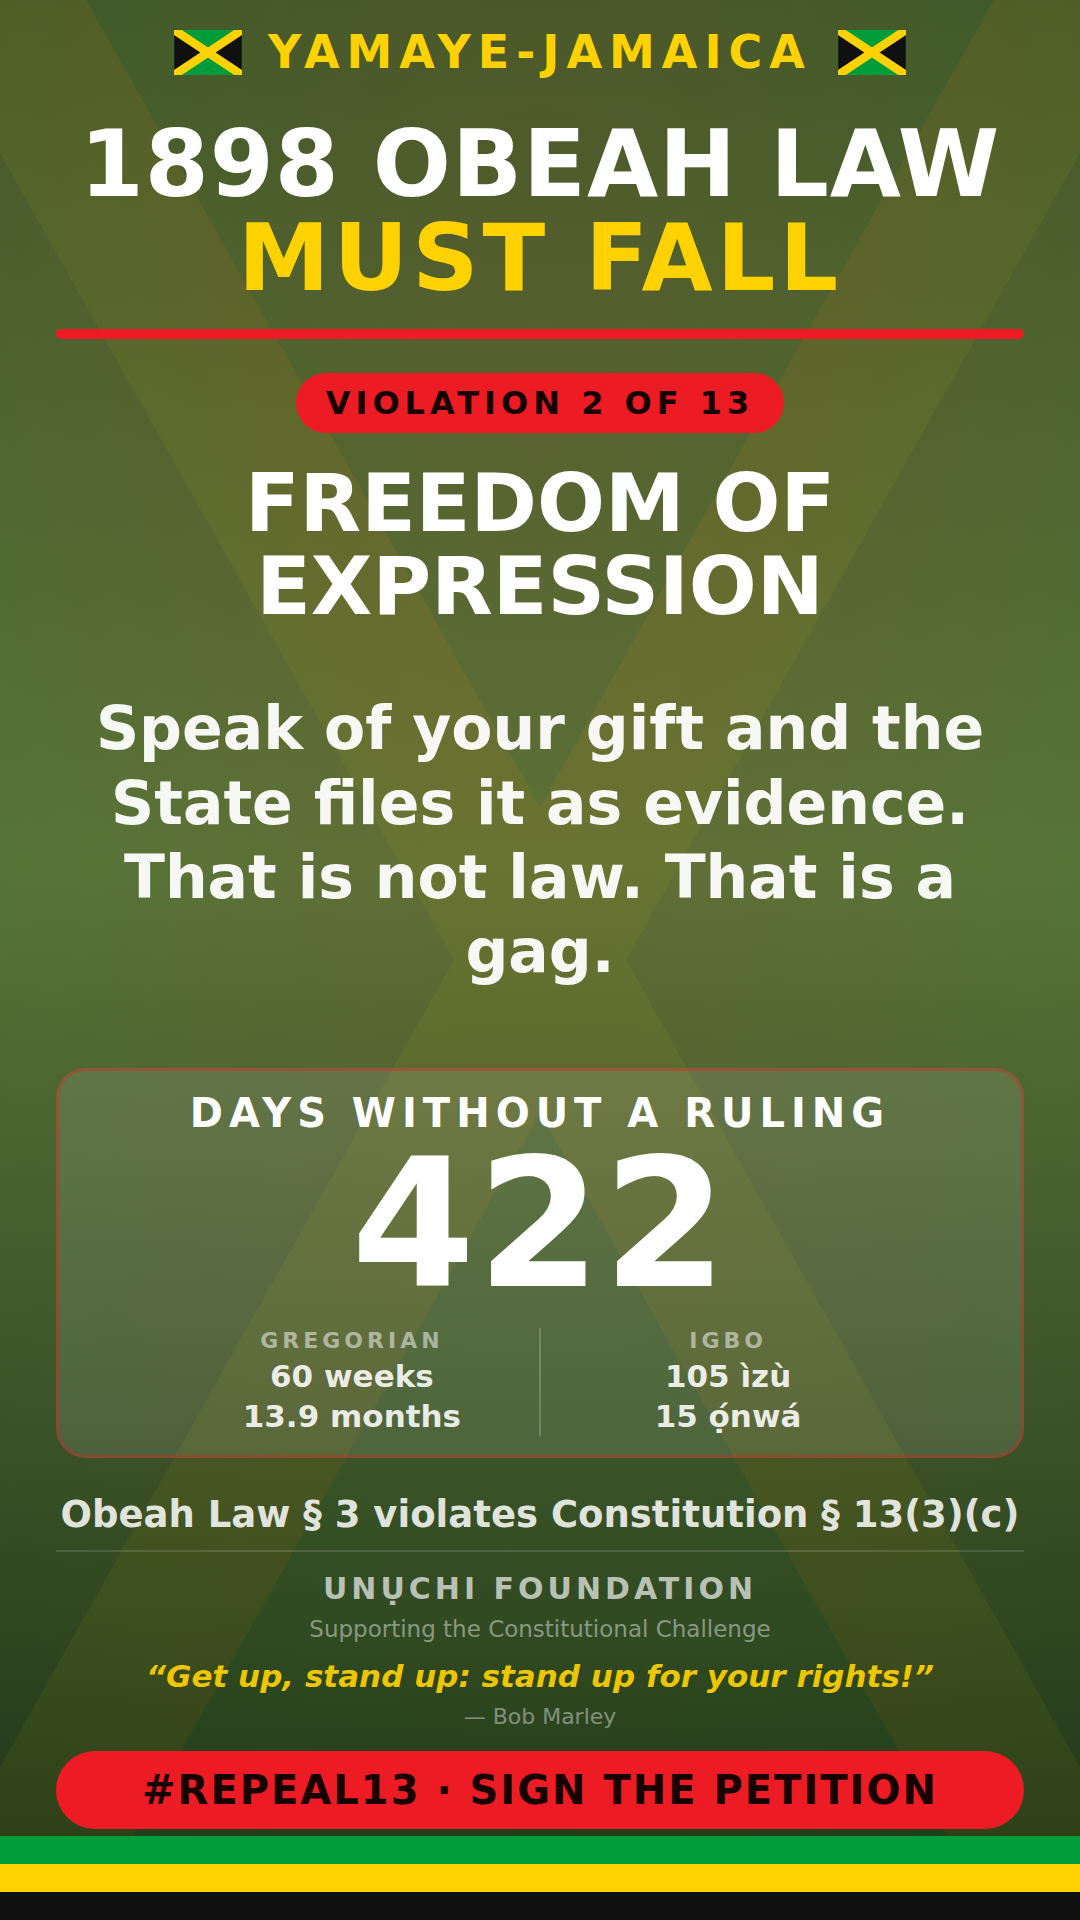 YAMAYE-JAMAICA
1898 OBEAH LAW
MUST FALL
VIOLATION 2 OF 13
FREEDOM OF
EXPRESSION
Speak of your gift and the
State files it as evidence.
That is not law. That is a
gag.
DAYS WITHOUT A RULING
422
GREGORIAN
60 weeks
13.9 months
IGBO
105 ìzù
15 ọ́nwá
Obeah Law § 3 violates Constitution § 13(3)(c)
UNỤCHI FOUNDATION
Supporting the Constitutional Challenge
“Get up, stand up: stand up for your rights!”
— Bob Marley
#REPEAL13 · SIGN THE PETITION